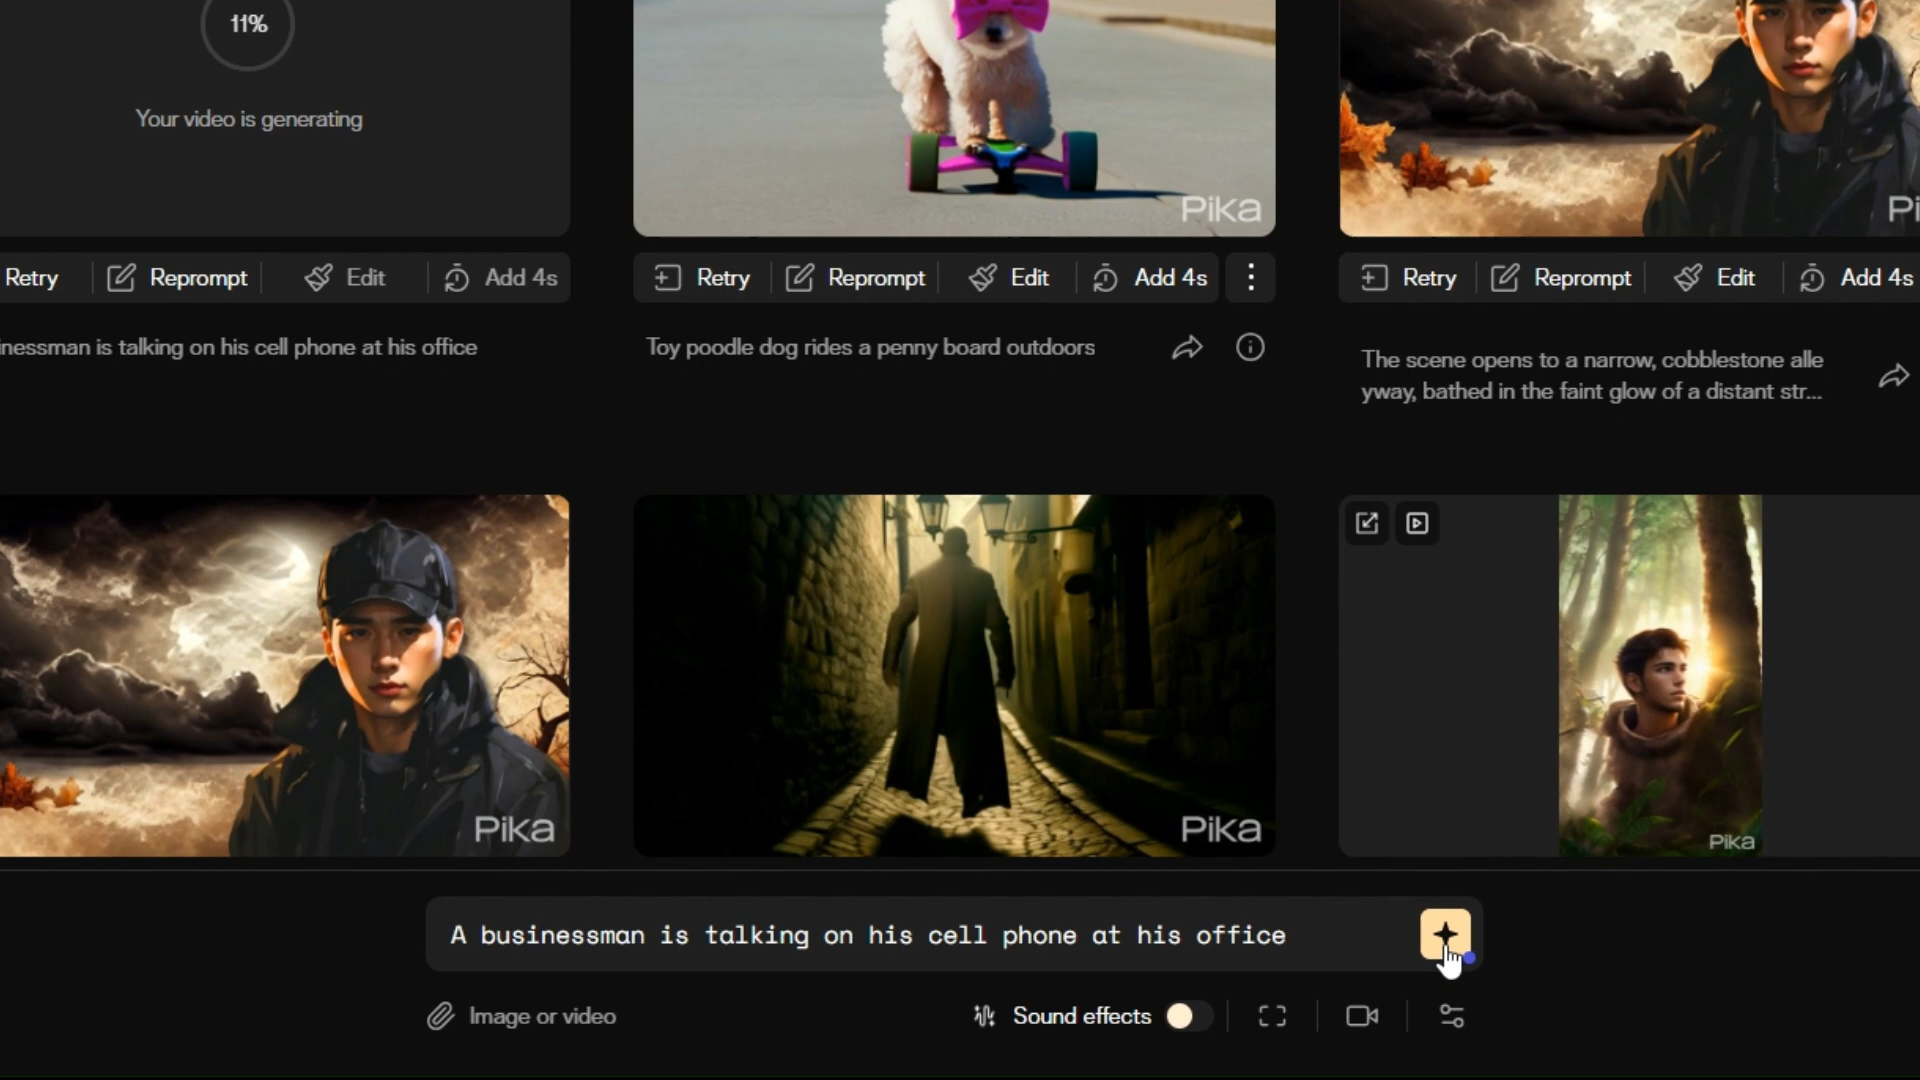 11%
Your video is generating
Pika
Retry
Reprompt
Edit
Add 4s
Retry
Reprompt
Edit
Add 4s
Retry
Reprompt
Edit
Add 4s
inessman is talking on his cell phone at his office
Toy poodle dog rides a penny board outdoors
The scene opens to a narrow, cobblestone alle
yway, bathed in the faint glow of a distant str...
Pika
Pika
Pika
A businessman is talking on his cell phone at his office
Image or video
Sound effects